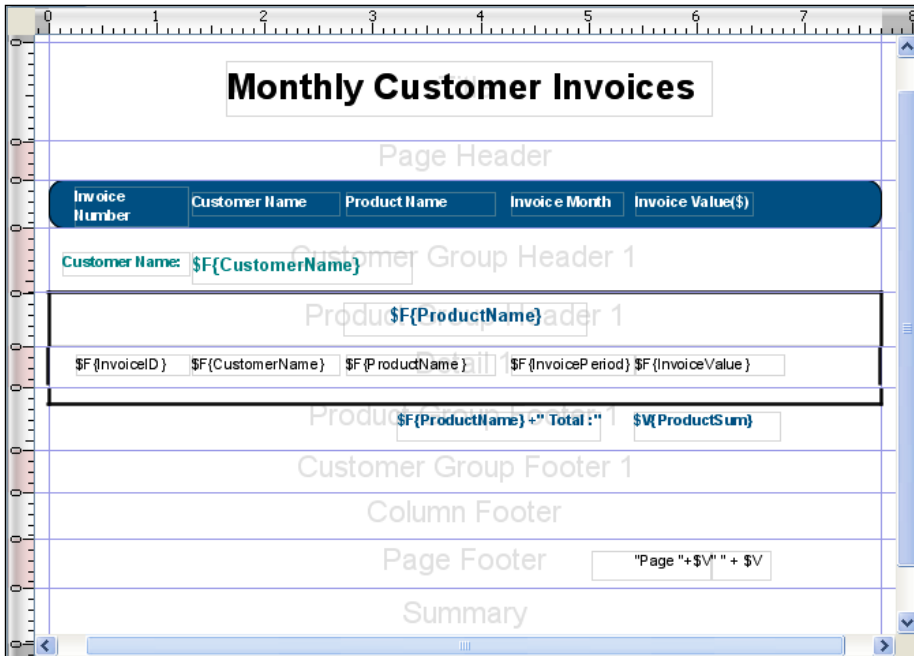 0 1 2 3 4 5 6 7 8
Monthly Customer Invoices
Page Header
Invoice Number
Customer Name
Product Name
Invoice Month
Invoice Value($)
Customer Group Header 1
Customer Name:
$F{CustomerName}
Product Group Header 1
$F{ProductName}
Detail 1
$F{InvoiceID}
$F{CustomerName}
$F{ProductName}
$F{InvoicePeriod}
$F{InvoiceValue}
Product Group Footer 1
$F{ProductName} +" Total :"
$V{ProductSum}
Customer Group Footer 1
Column Footer
Page Footer
"Page "+$V
" " + $V
Summary